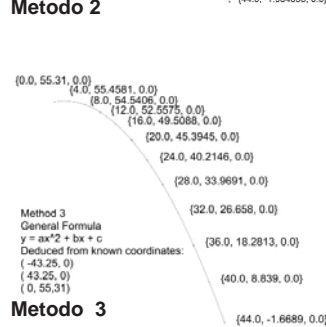 Metodo 2
{0.0, 55.31, 0.0}
{4.0, 55.4581, 0.0}
{8.0, 54.5406, 0.0}
{12.0, 52.5575, 0.0}
{16.0, 49.5088, 0.0}
{20.0, 45.3945, 0.0}
{24.0, 40.2146, 0.0}
{28.0, 33.9691, 0.0}
{32.0, 26.658, 0.0}
{36.0, 18.2813, 0.0}
{40.0, 8.839, 0.0}
{44.0, -1.6689, 0.0}
Method 3
General Formula
y = ax^2 + bx + c
Deduced from known coordinates:
( -43.25, 0)
( 43.25, 0)
( 0, 55,31)
Metodo 3